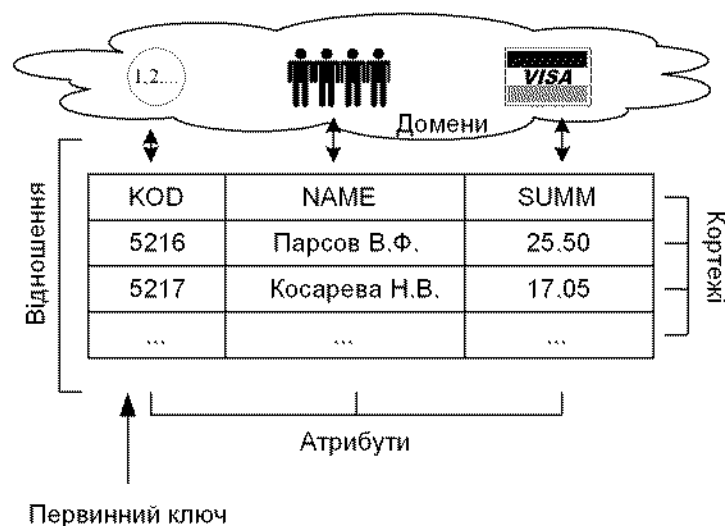 1,2....
VISA
Домени
Відношення
KOD NAME SUMM
5216 Парсов В.Ф. 25.50
5217 Косарева Н.В. 17.05
... ... ...
Кортежі
Атрибути
Первинний ключ